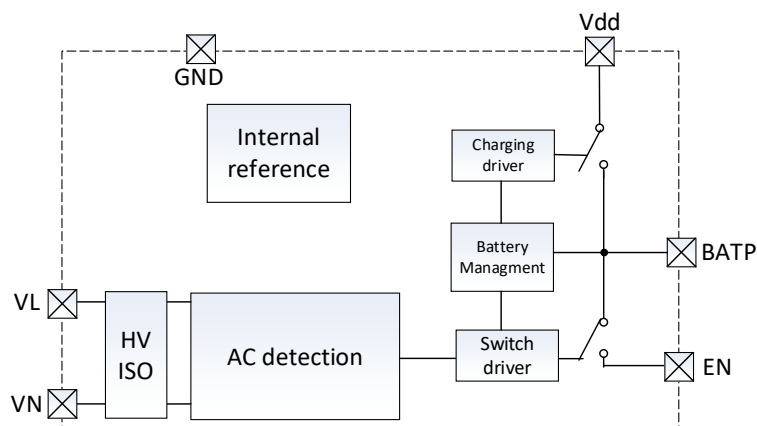 Vdd
GND
Internal
reference
Charging
driver
Battery
Managment
BATP
VL
HV
ISO
AC detection
Switch
driver
EN
VN